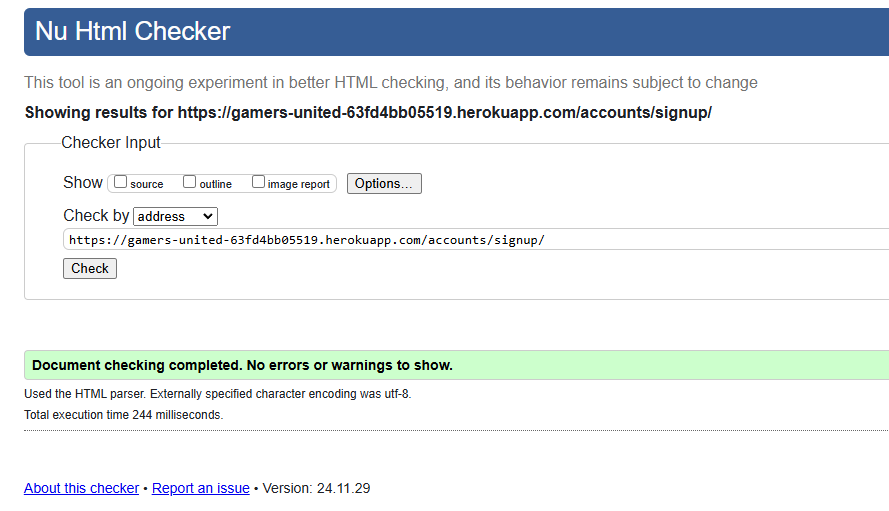 Nu Html Checker
This tool is an ongoing experiment in better HTML checking, and its behavior remains subject to change
Showing results for https://gamers-united-63fd4bb05519.herokuapp.com/accounts/signup/
Checker Input
Show source outline image report Options...
Check by address
https://gamers-united-63fd4bb05519.herokuapp.com/accounts/signup/
Check
Document checking completed. No errors or warnings to show.
Used the HTML parser. Externally specified character encoding was utf-8.
Total execution time 244 milliseconds.
About this checker • Report an issue • Version: 24.11.29